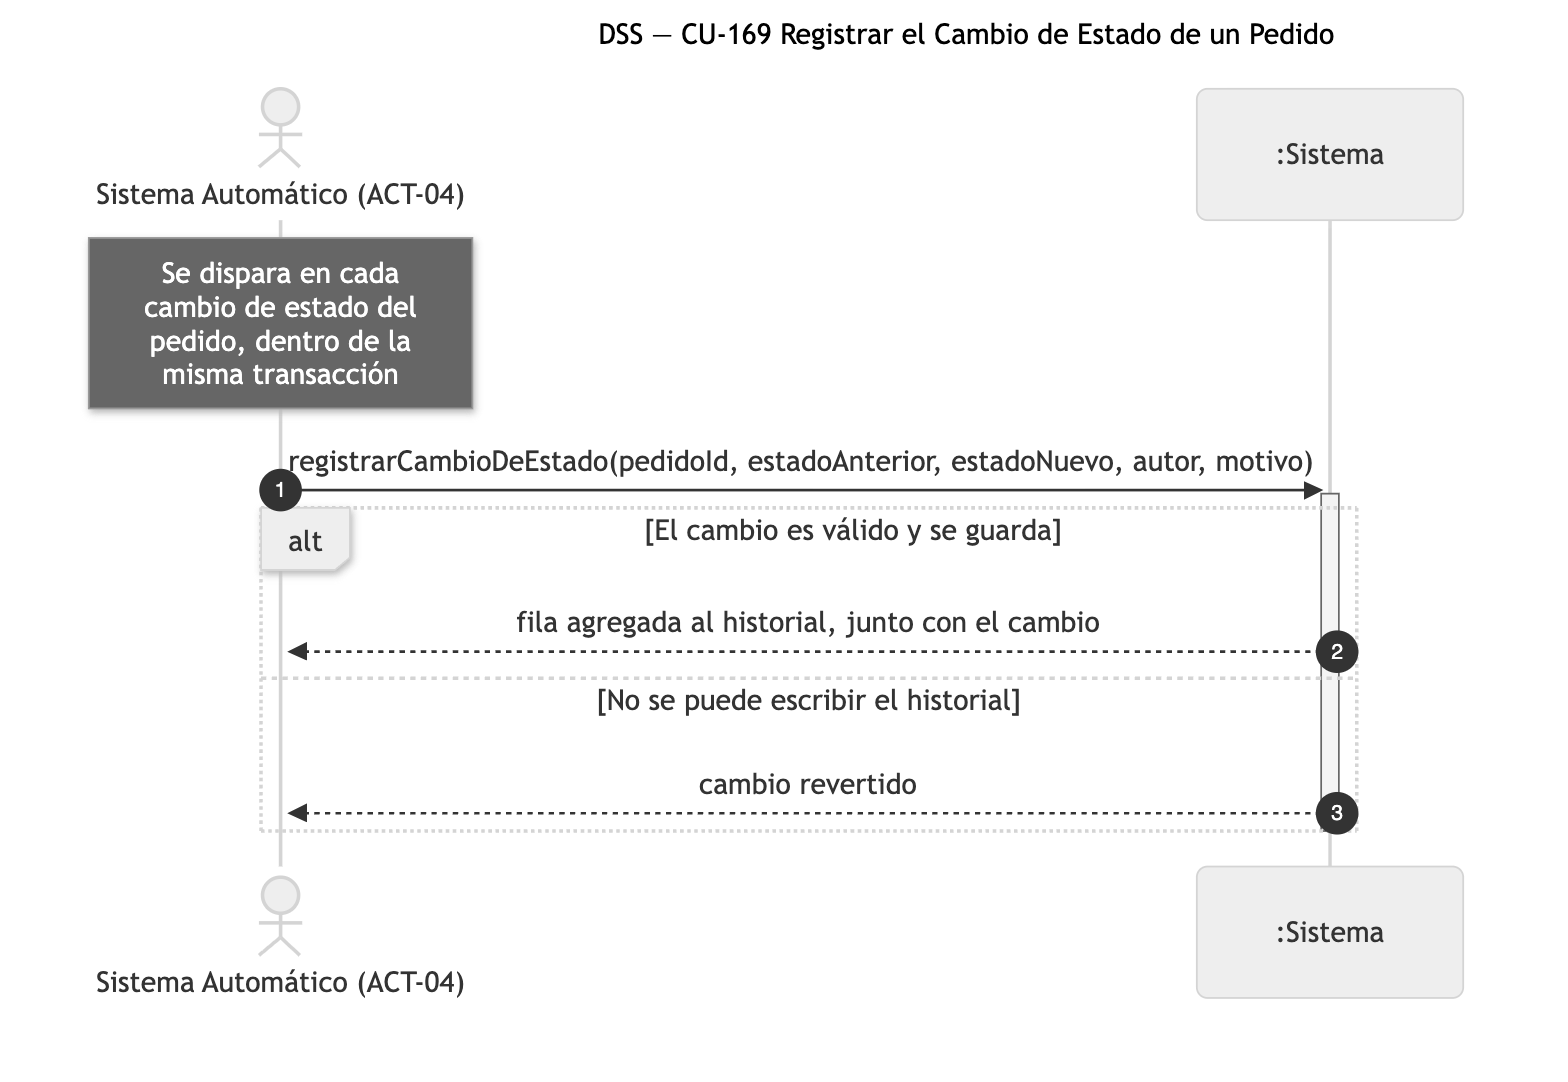 DSS — CU-169 Registrar el Cambio de Estado de un Pedido
Sistema Automático (ACT-04)
:Sistema
Se dispara en cada
cambio de estado del
pedido, dentro de la
misma transacción
registrarCambioDeEstado(pedidoId, estadoAnterior, estadoNuevo, autor, motivo)
1
alt
[El cambio es válido y se guarda]
fila agregada al historial, junto con el cambio
2
[No se puede escribir el historial]
cambio revertido
3
Sistema Automático (ACT-04)
:Sistema